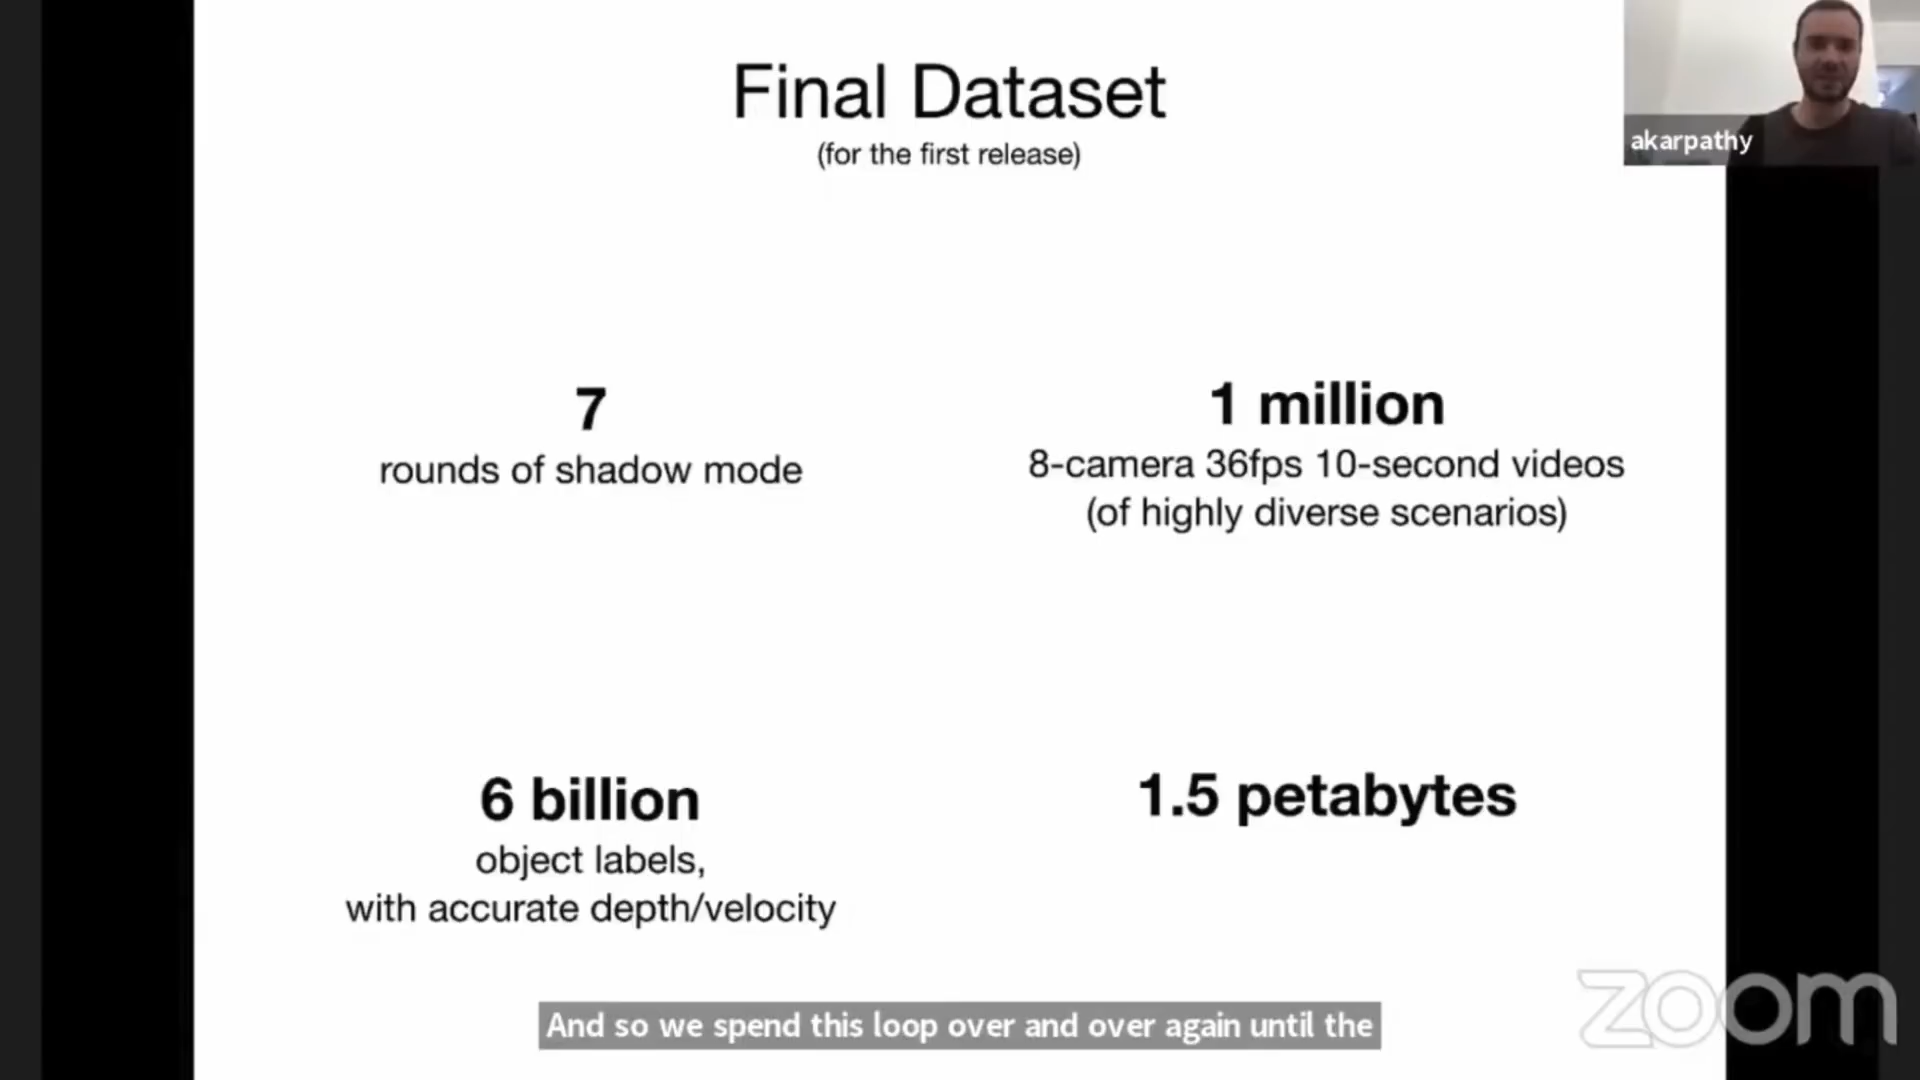 Final Dataset
(for the first release)
akarpathy
7
rounds of shadow mode
1 million
8-camera 36fps 10-second videos
(of highly diverse scenarios)
6 billion
object labels,
with accurate depth/velocity
1.5 petabytes
And so we spend this loop over and over again until the
zoom